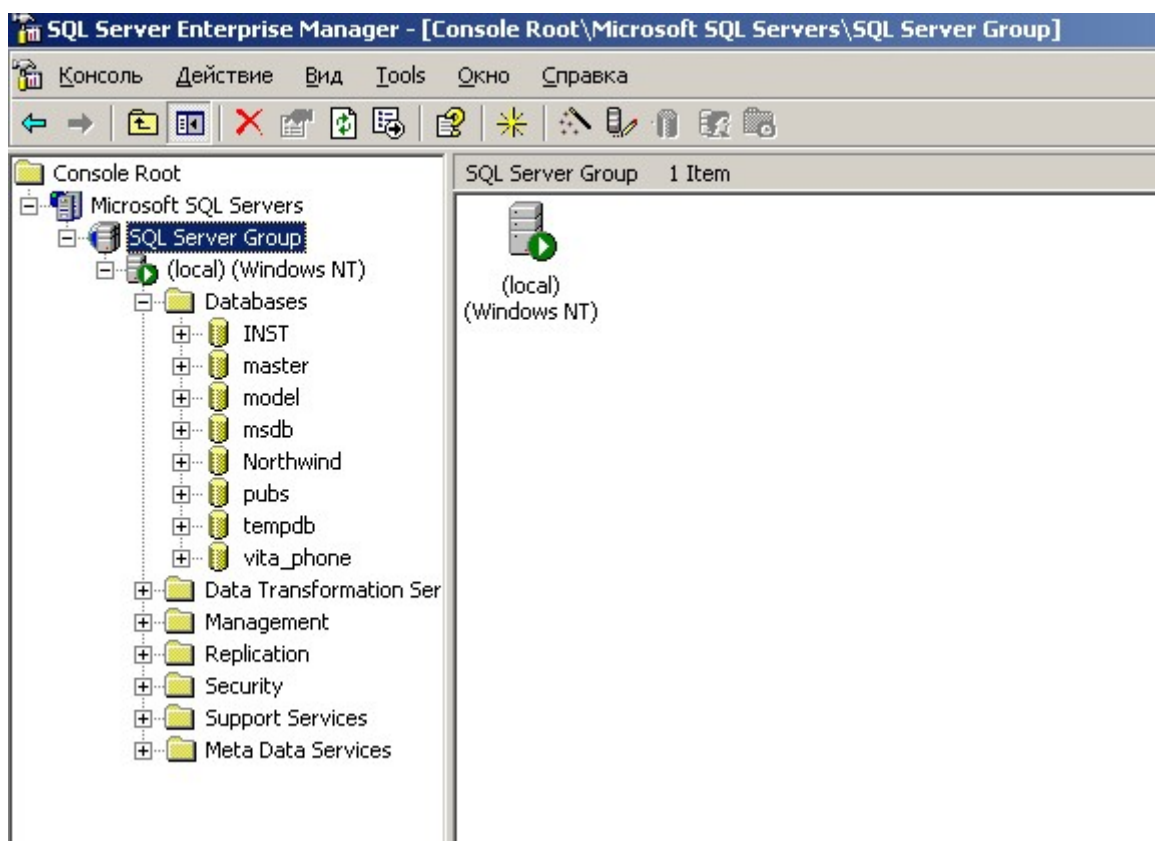 SQL Server Enterprise Manager - [Console Root\Microsoft SQL Servers\SQL Server Group]
Консоль Действие Вид Tools Окно Справка
Console Root
Microsoft SQL Servers
SQL Server Group
(local) (Windows NT)
Databases
INST
master
model
msdb
Northwind
pubs
tempdb
vita_phone
Data Transformation Ser
Management
Replication
Security
Support Services
Meta Data Services
SQL Server Group 1 Item
(local)
(Windows NT)